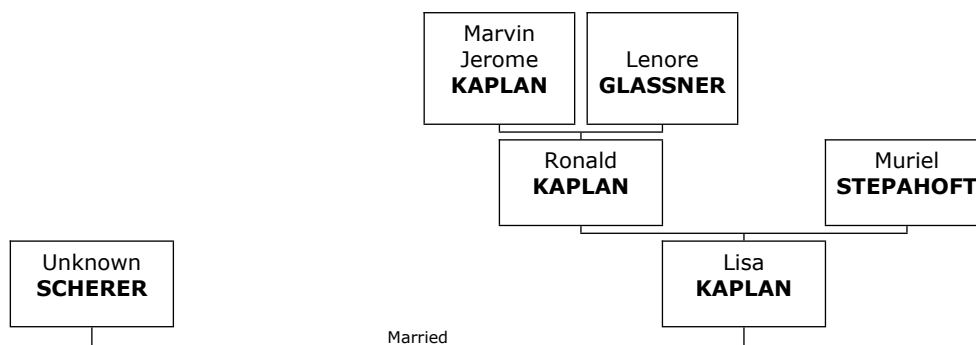 Marvin
Jerome
KAPLAN
Lenore
GLASSNER
Ronald
KAPLAN
Muriel
STEPAHOFT
Unknown
SCHERER
Lisa
KAPLAN
Married